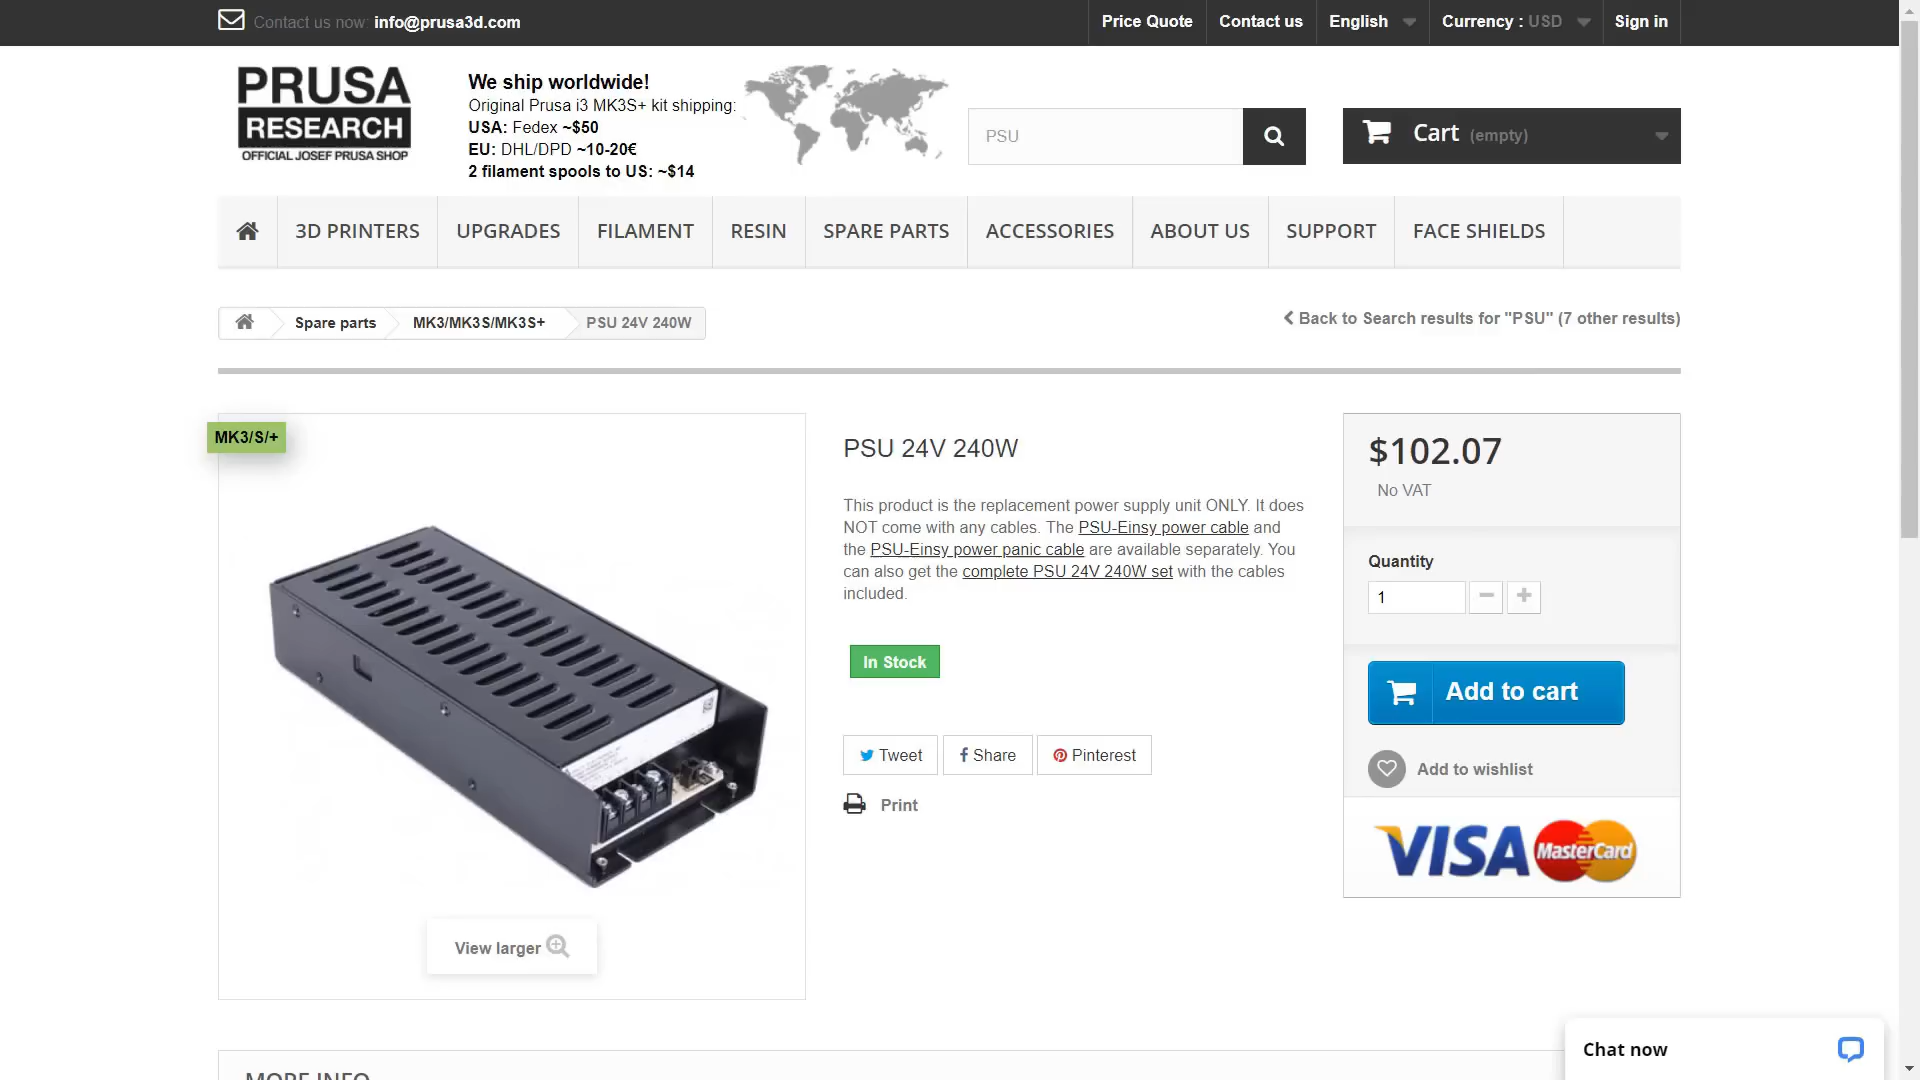 Contact us now: info@prusa3d.com
Price Quote
Contact us
English
Currency : USD
Sign in
PRUSA
RESEARCH
OFFICIAL JOSEF PRUSA SHOP
We ship worldwide!
Original Prusa i3 MK3S+ kit shipping:
USA: Fedex ~$50
EU: DHL/DPD ~10-20€
2 filament spools to US: ~$14
PSU
Cart (empty)
3D PRINTERS
UPGRADES
FILAMENT
RESIN
SPARE PARTS
ACCESSORIES
ABOUT US
SUPPORT
FACE SHIELDS
Spare parts
MK3/MK3S/MK3S+
PSU 24V 240W
Back to Search results for "PSU" (7 other results)
MK3/S/+
View larger
PSU 24V 240W
This product is the replacement power supply unit ONLY. It does
NOT come with any cables. The PSU-Einsy power cable and
the PSU-Einsy power panic cable are available separately. You
can also get the complete PSU 24V 240W set with the cables
included.
In Stock
Tweet
Share
Pinterest
Print
$102.07
No VAT
Quantity
1
Add to cart
Add to wishlist
VISA MasterCard
MORE INFO
Chat now